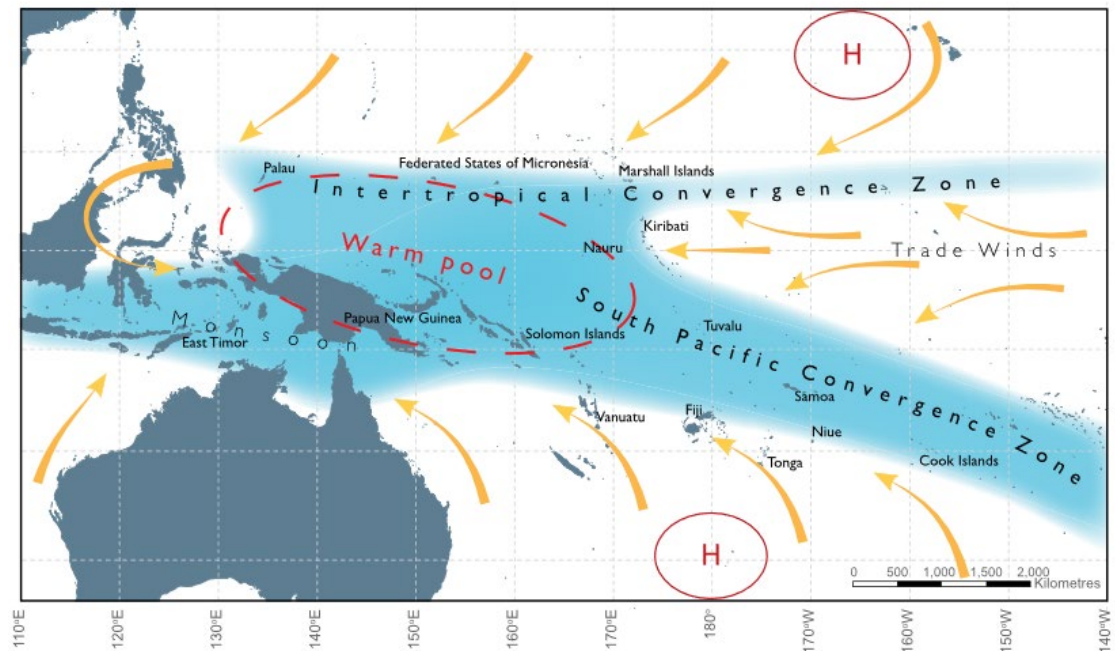 H
Palau
Federated States of Micronesia
Marshall Islands
Intertropical Convergence Zone
Kiribati
Nauru
Warm pool
Trade Winds
South Pacific Convergence Zone
Monsoon
Papua New Guinea
East Timor
Solomon Islands
Tuvalu
Samoa
Vanuatu
Fiji
Niue
Tonga
Cook Islands
H
0 500 1,000 1,500 2,000
Kilometres
110°E 120°E 130°E 140°E 150°E 160°E 170°E 180° 170°W 160°W 150°W 140°W